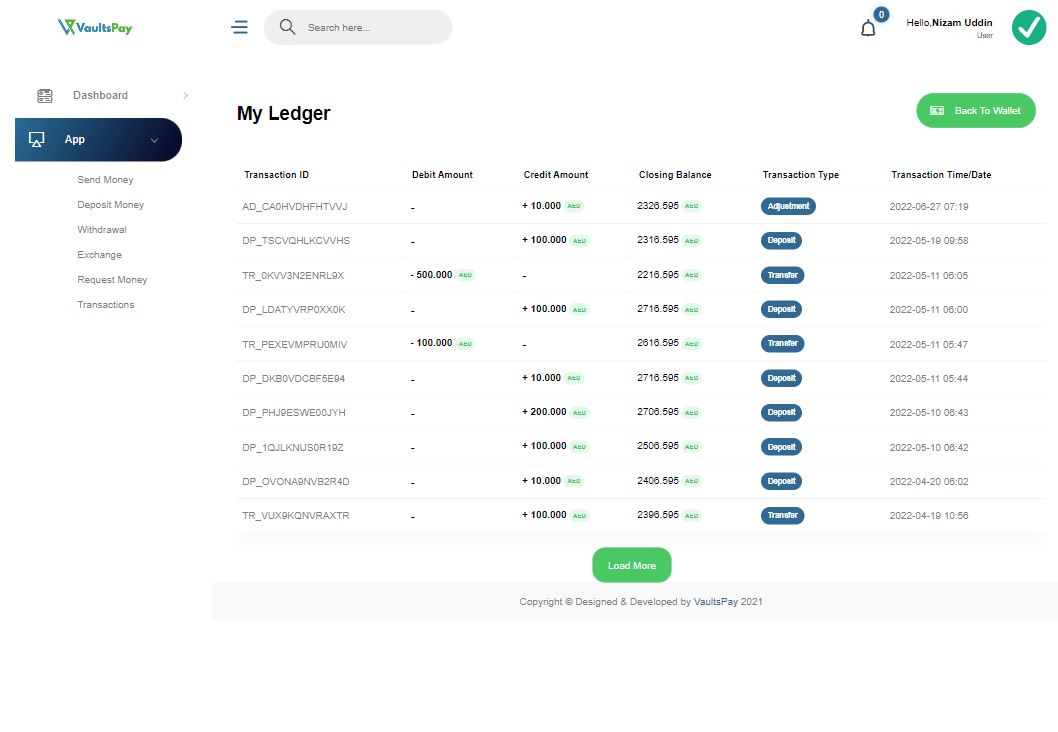 VaultsPay
Search here...
0
Hello,Nizam Uddin
User
Dashboard
App
Send Money
Deposit Money
Withdrawal
Exchange
Request Money
Transactions
My Ledger
Back To Wallet
Transaction ID Debit Amount Credit Amount Closing Balance Transaction Type Transaction Time/Date
AD_CA0HVDHFHTVVJ - + 10.000 AED 2326.595 AED Adjustment 2022-06-27 07:19
DP_TSCVQHLKCVVHS - + 100.000 AED 2316.595 AED Deposit 2022-05-19 09:58
TR_0KVV3N2ENRL9X - 500.000 AED - 2216.595 AED Transfer 2022-05-11 06:05
DP_LDATYVRP0XX0K - + 100.000 AED 2716.595 AED Deposit 2022-05-11 06:00
TR_PEXEVMPRU0MIV - 100.000 AED - 2616.595 AED Transfer 2022-05-11 05:47
DP_DKB0VDCBF5E94 - + 10.000 AED 2716.595 AED Deposit 2022-05-11 05:44
DP_PHJ9ESWE00JYH - + 200.000 AED 2706.595 AED Deposit 2022-05-10 06:43
DP_1QJLKNUS0R19Z - + 100.000 AED 2506.595 AED Deposit 2022-05-10 06:42
DP_OVONA9NVB2R4D - + 10.000 AED 2406.595 AED Deposit 2022-04-20 06:02
TR_VUX9KQNVRAXTR - + 100.000 AED 2396.595 AED Transfer 2022-04-19 10:56
Load More
Copyright © Designed & Developed by VaultsPay 2021